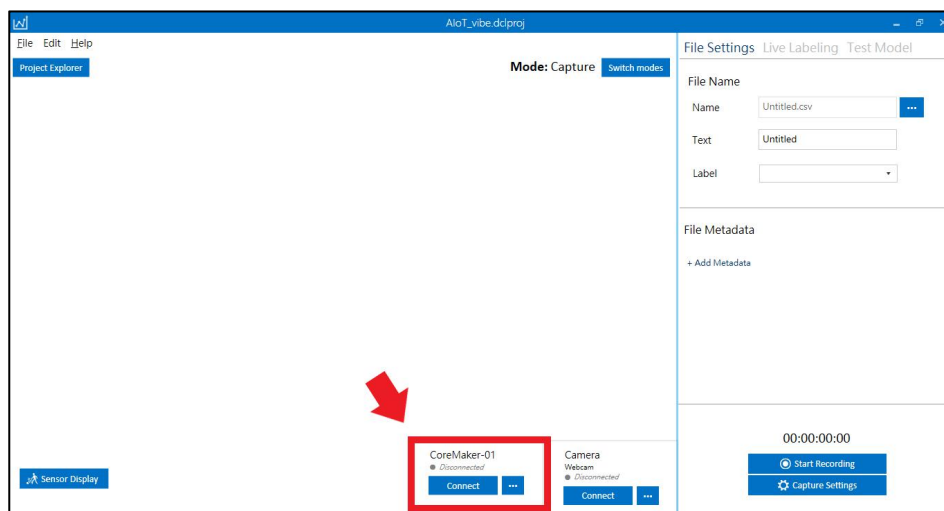 AIoT_vibe.dclproj
File Edit Help
Project Explorer
Mode: Capture Switch modes
Sensor Display
CoreMaker-01
Disconnected
Connect ...
Camera
Webcam
Disconnected
Connect ...
File Settings Live Labeling Test Model
File Name
Name Untitled.csv ...
Text Untitled
Label
File Metadata
+ Add Metadata
00:00:00:00
Start Recording
Capture Settings